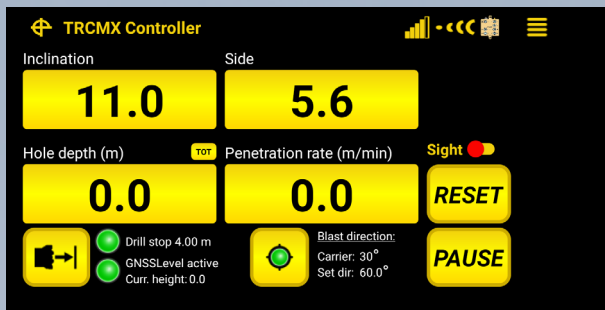 TRCMX Controller
Inclination
Side
11.0
5.6
Hole depth (m)
TOT
Penetration rate (m/min)
Sight
0.0
0.0
RESET
Drill stop 4.00 m
GNSSLevel active
Curr. height: 0.0
Blast direction:
Carrier: 30°
Set dir: 60.0°
PAUSE